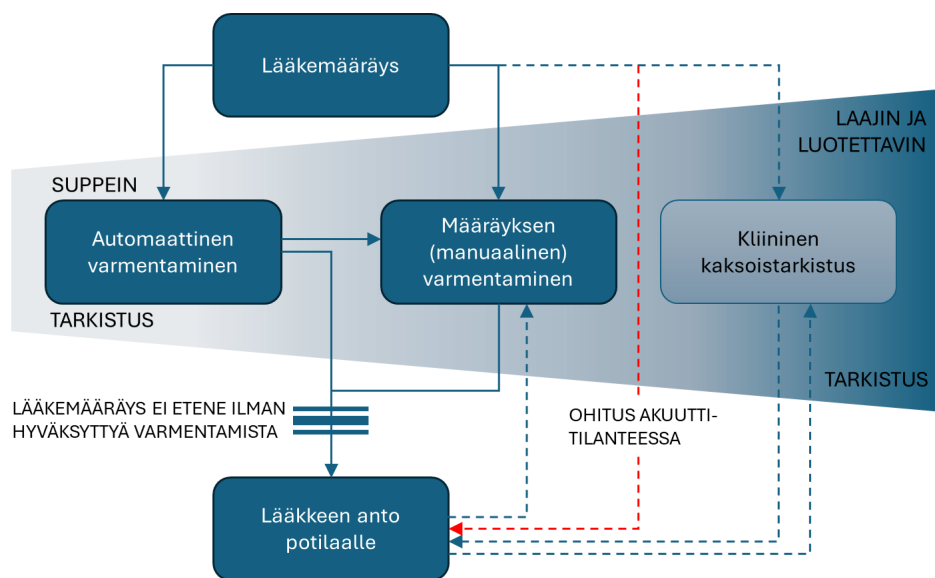 Lääkemääräys
LAAJIN JA
LUOTETTAVIN
SUPPEIN
Automaattinen
varmentaminen
Määräyksen
(manuaalinen)
varmentaminen
Kliininen
kaksoistarkistus
TARKISTUS
TARKISTUS
LÄÄKEMÄÄRÄYS EI ETENE ILMAN
HYVÄKSYTTYÄ VARMENTAMISTA
OHITUS AKUUTTI-
TILANTEESSA
Lääkkeen anto
potilaalle